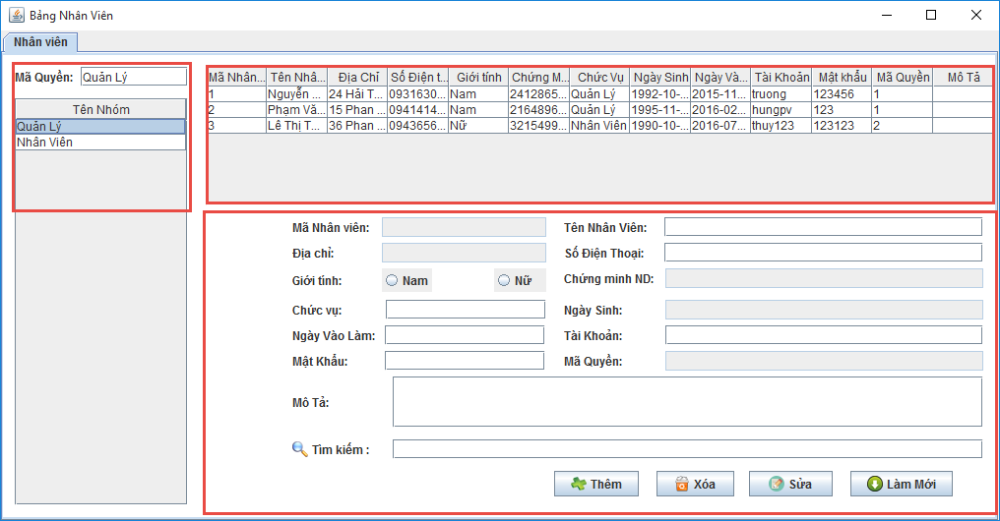 Bảng Nhân Viên
Nhân viên
Mã Quyền: Quản Lý
Tên Nhóm
Quản Lý
Nhân Viên
Mã Nhân... Tên Nhâ... Địa Chỉ Số Điện t... Giới tính Chứng M... Chức Vụ Ngày Sinh Ngày Và... Tài Khoản Mật khẩu Mã Quyền Mô Tả
1 Nguyễn ... 24 Hải T... 0931630... Nam 2412865... Quản Lý 1992-10-... 2015-11... truong 123456 1
2 Phạm Vă... 15 Phan ... 0941414... Nam 2164896... Quản Lý 1995-11-... 2016-02... hungpv 123 1
3 Lê Thị T... 36 Phan ... 0943656... Nữ 3215499... Nhân Viên 1990-10-... 2016-07... thuy123 123123 2
Mã Nhân viên: Tên Nhân Viên:
Địa chỉ: Số Điện Thoại:
Giới tính: Nam Nữ Chứng minh ND:
Chức vụ: Ngày Sinh:
Ngày Vào Làm: Tài Khoản:
Mật Khẩu: Mã Quyền:
Mô Tả:
Tìm kiếm :
Thêm Xóa Sửa Làm Mới